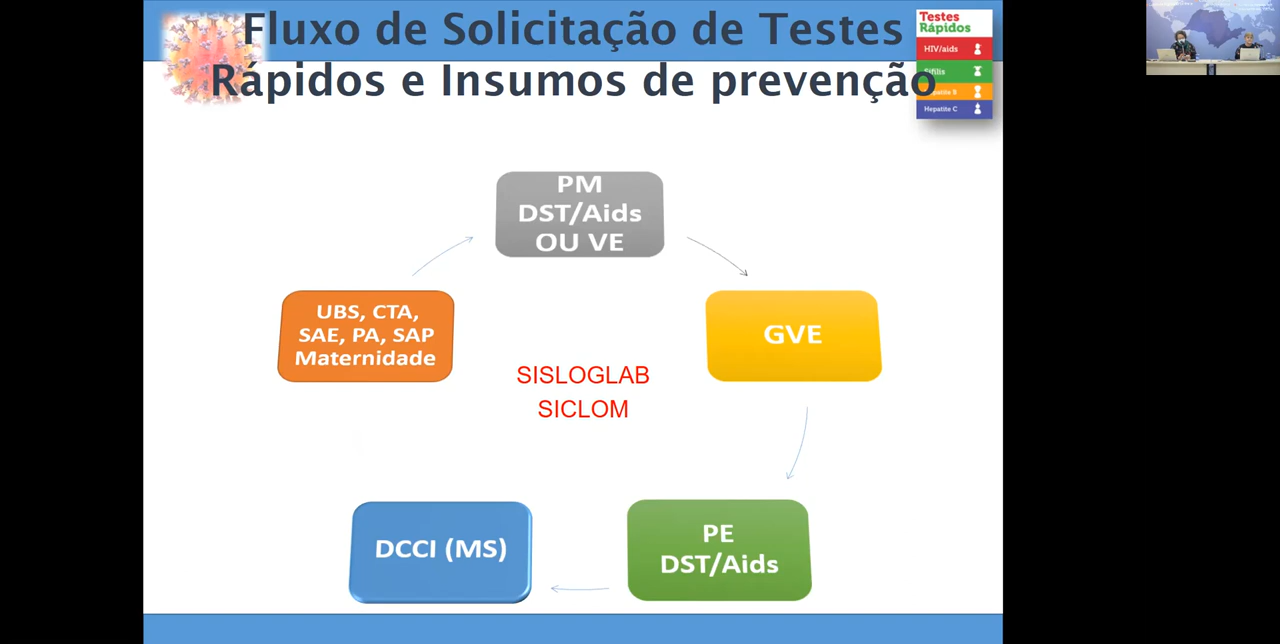 Fluxo de Solicitação de Testes
Rápidos e Insumos de prevenção
Testes
Rápidos
HIV/aids
Sífilis
Hepatite B
Hepatite C
PM
DST/Aids
OU VE
UBS, CTA,
SAE, PA, SAP
Maternidade
GVE
SISLOGLAB
SICLOM
DCCI (MS)
PE
DST/Aids